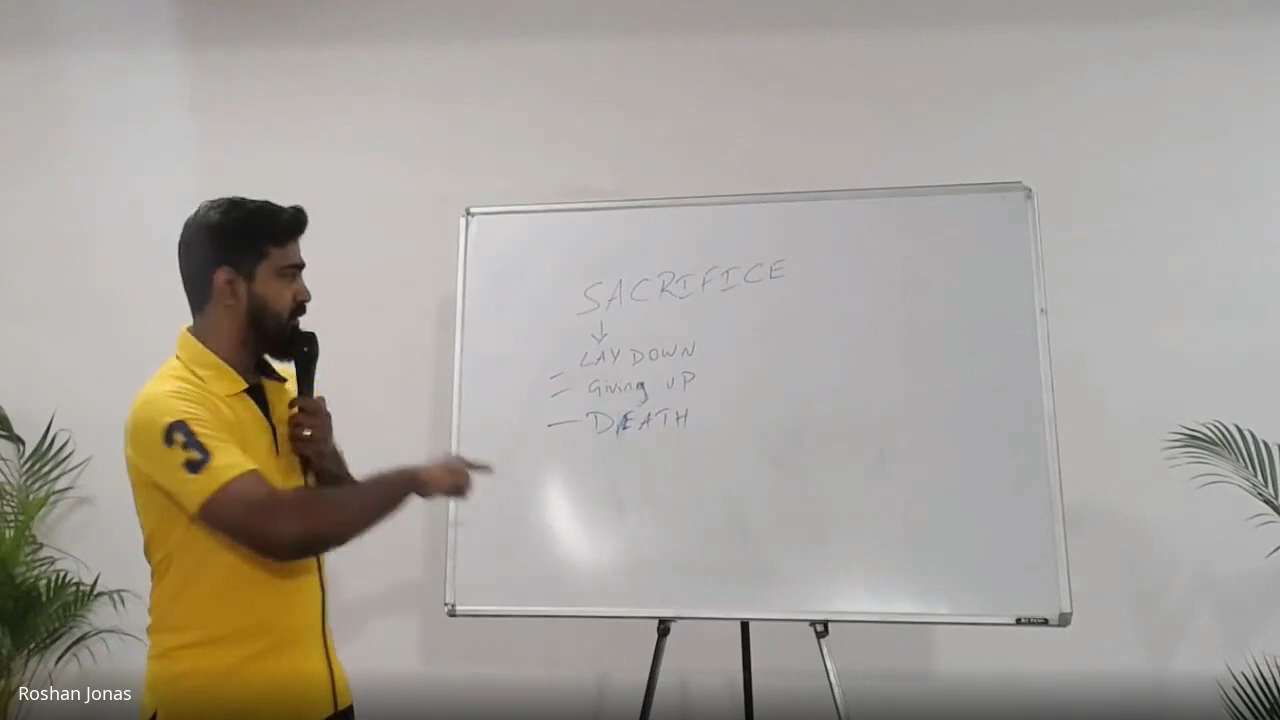 SACRIFICE
↓
LAY DOWN
- Giving UP
- DEATH
3
Roshan Jonas